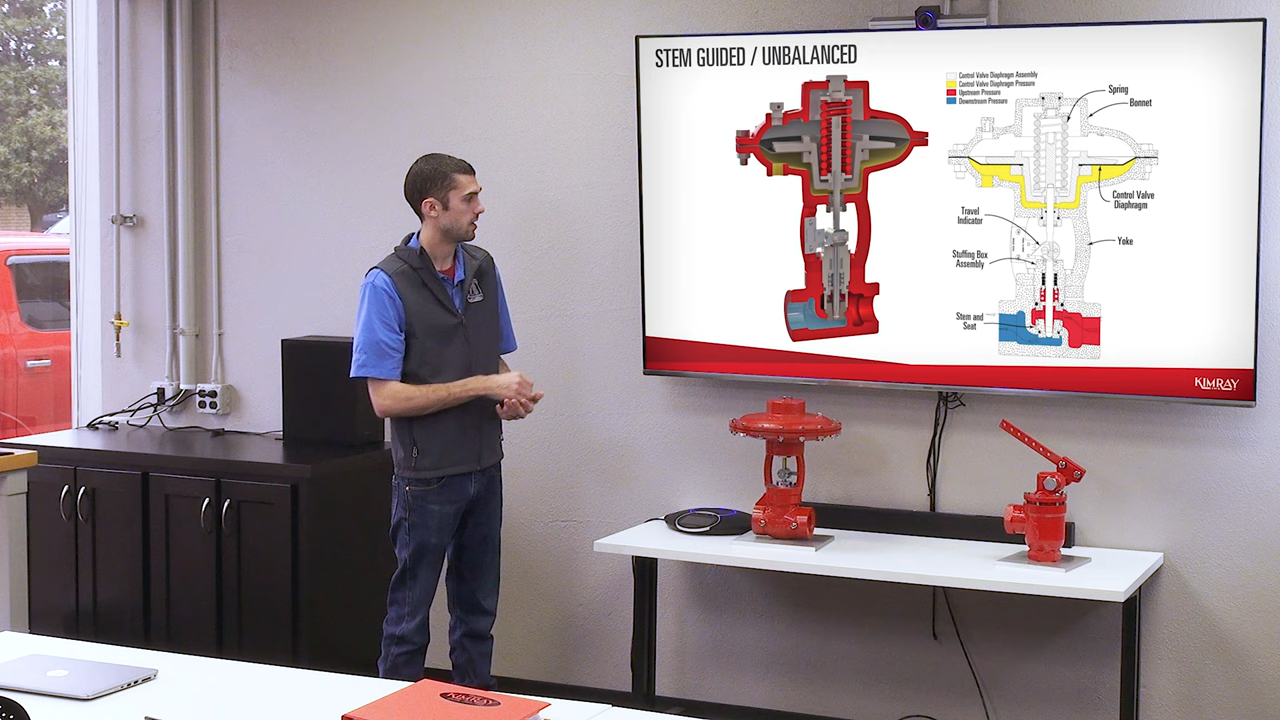 STEM GUIDED / UNBALANCED
Control Valve Diaphragm Assembly
Control Valve Diaphragm Pressure
Upstream Pressure
Downstream Pressure
Spring
Bonnet
Control Valve
Diaphragm
Travel
Indicator
Yoke
Stuffing Box
Assembly
Stem and
Seat
KIMRAY
KIMRAY